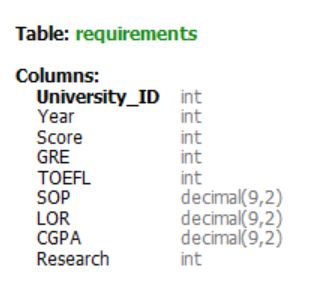 Table: requirements
Columns:
University_ID int
Year int
Score int
GRE int
TOEFL int
SOP decimal(9,2)
LOR decimal(9,2)
CGPA decimal(9,2)
Research int